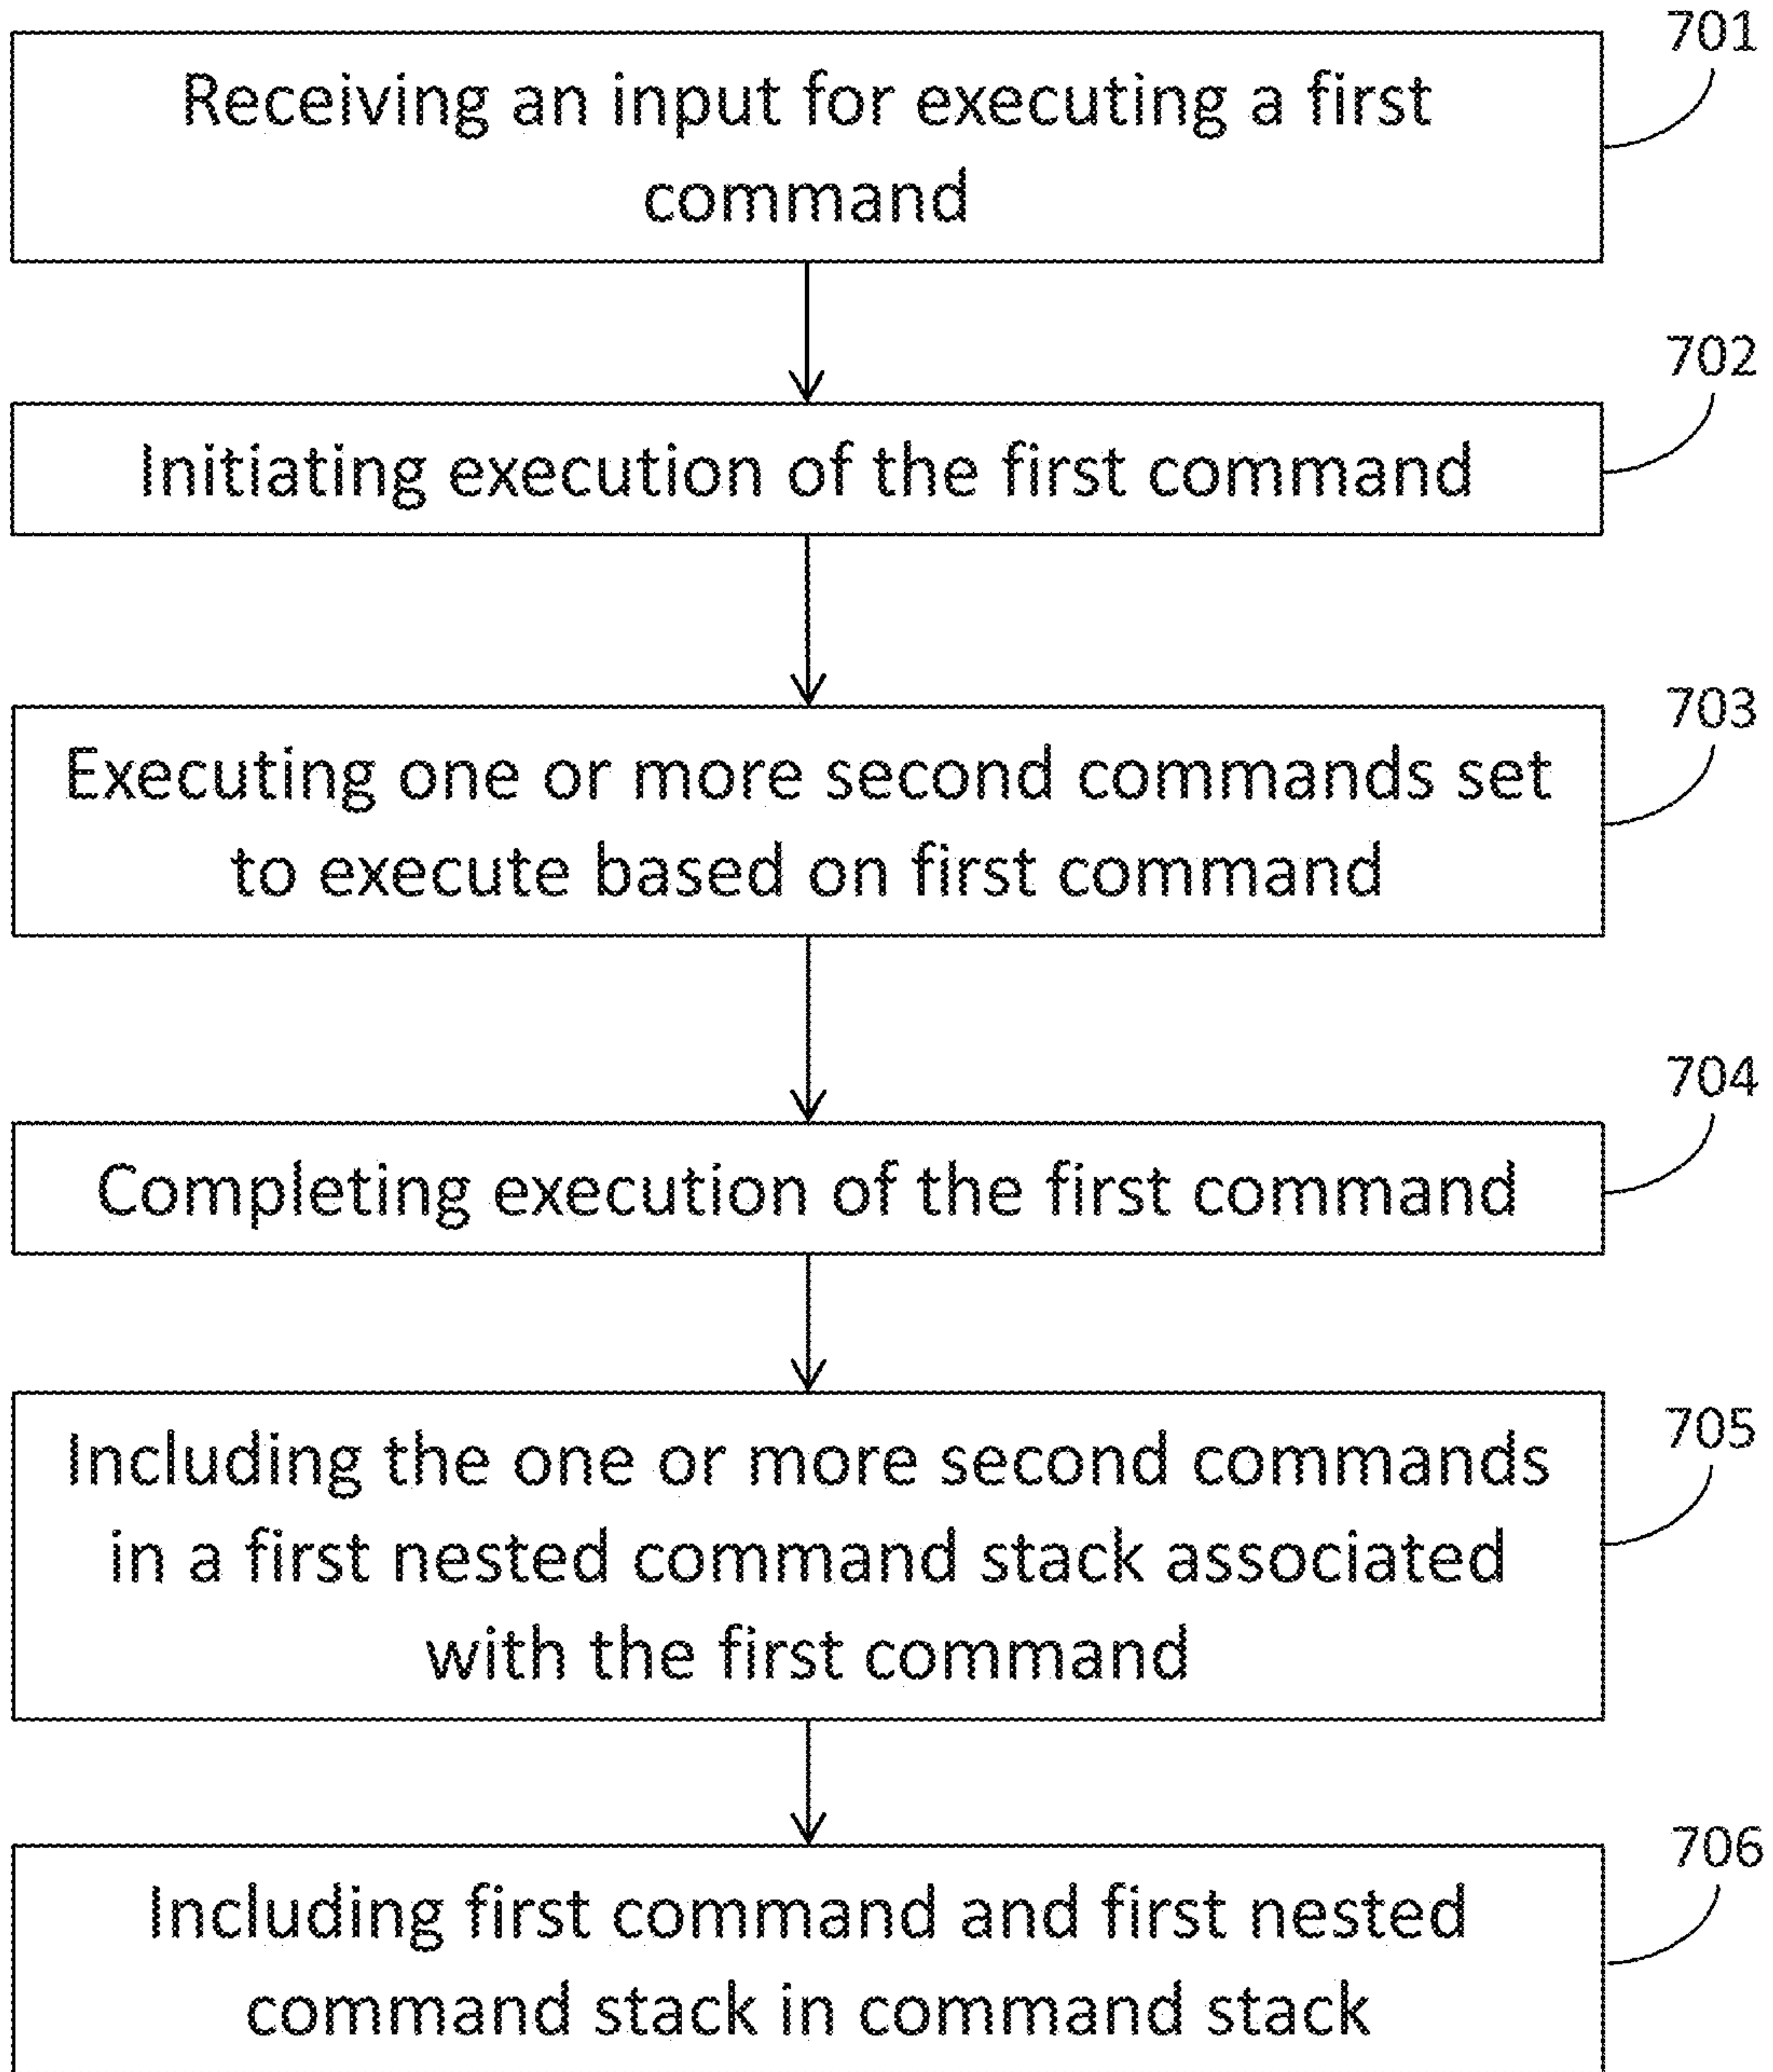 701
Receiving an input for executing a first
command
702
Initiating execution of the first command
703
Executing one or more second commands set
to execute based on first command
704
Completing execution of the first command
705
Including the one or more second commands
in a first nested command stack associated
with the first command
706
Including first command and first nested
command stack in command stack